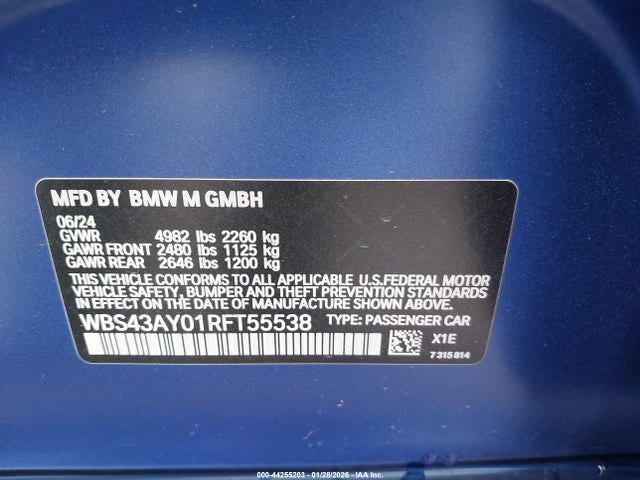 MFD BY BMW M GMBH
06/24
GVWR 4982 lbs 2260 kg
GAWR FRONT 2480 lbs 1125 kg
GAWR REAR 2646 lbs 1200 kg
THIS VEHICLE CONFORMS TO ALL APPLICABLE U.S.FEDERAL MOTOR
VEHICLE SAFETY, BUMPER, AND THEFT PREVENTION STANDARDS
IN EFFECT ON THE DATE OF MANUFACTURE SHOWN ABOVE.
WBS43AY01RFT55538 TYPE: PASSENGER CAR
X1E
7 315 814
000-44255203 - 01/28/2026 - IAA Inc.